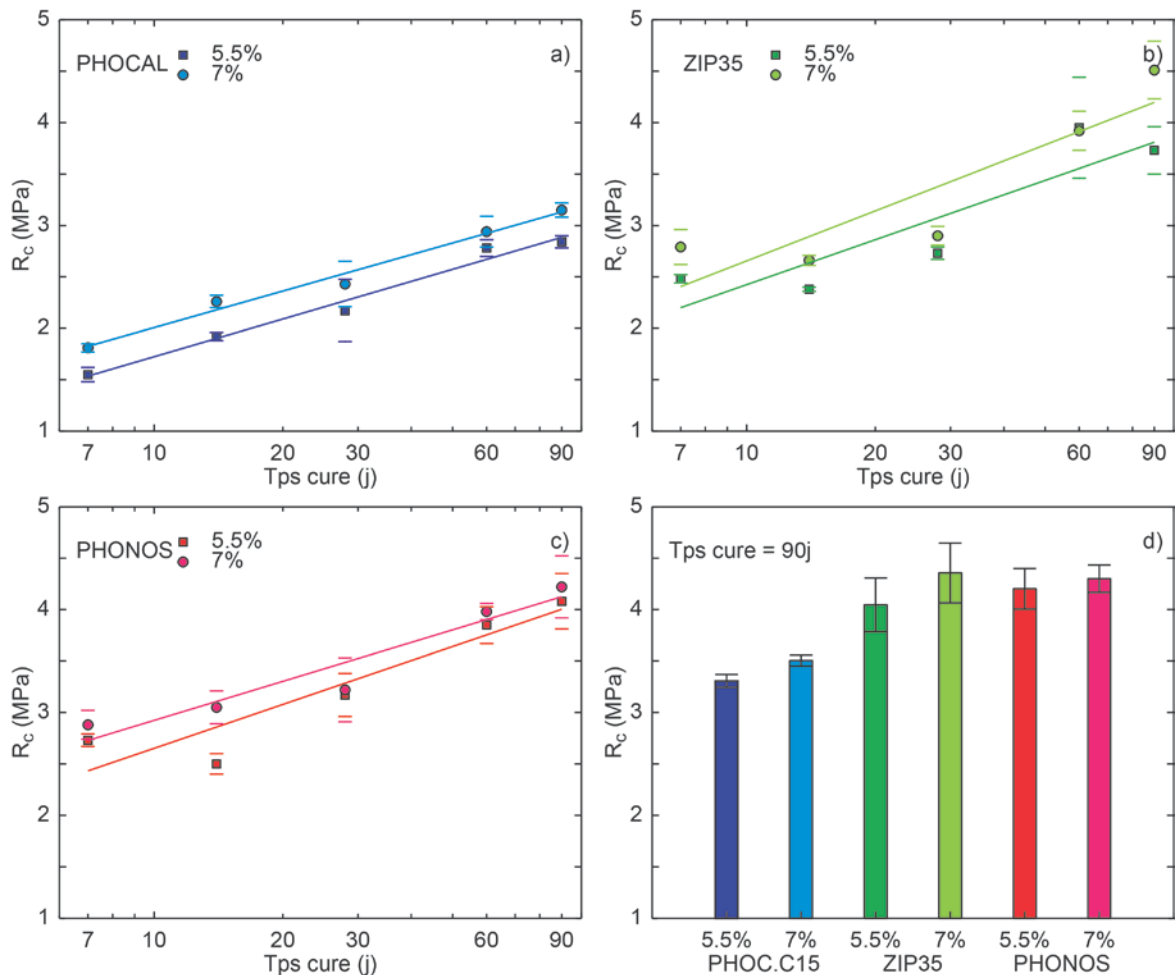 5
4
3
2
1
R_c (MPa)
PHOCAL
5.5%
7%
a)
7 10 20 30 60 90
Tps cure (j)
5
4
3
2
1
R_c (MPa)
ZIP35
5.5%
7%
b)
7 10 20 30 60 90
Tps cure (j)
5
4
3
2
1
R_c (MPa)
PHONOS
5.5%
7%
c)
7 10 20 30 60 90
Tps cure (j)
5
4
3
2
1
R_c (MPa)
Tps cure = 90j
d)
5.5% 7% 5.5% 7% 5.5% 7%
PHOC.C15 ZIP35 PHONOS